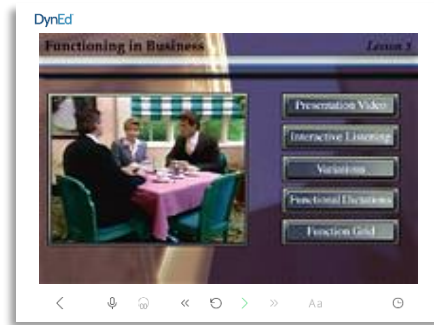 DynEd
Functioning in Business
Lesson 3
Presentation Video
Interactive Listening
Variations
Functional Dictations
Function Grid
Aa